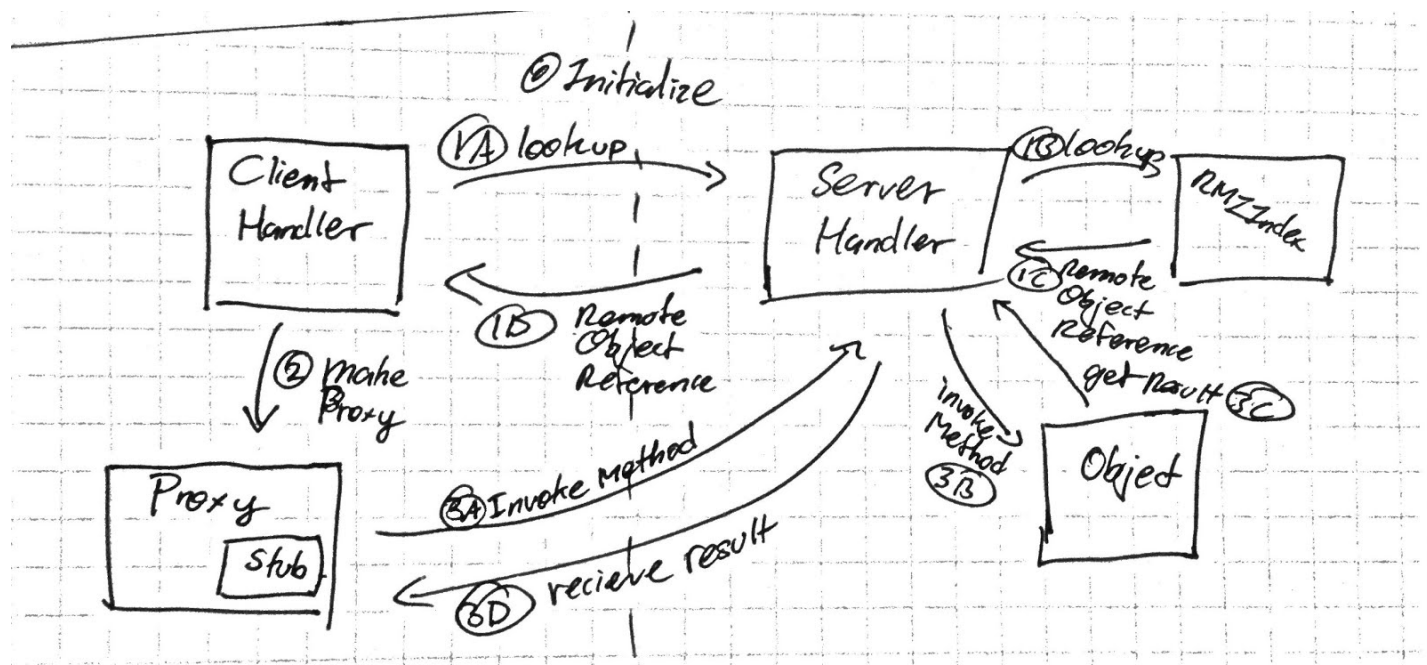 ⓪ Initialize
1A lookup
1B lookup
Client
Handler
Server
Handler
RMIIndex
1D Remote
Object
Reference
1C Remote
Object
Reference
2 make
Proxy
get Result 3C
invoke
Method
3B
Object
Proxy
Stub
3A Invoke Method
3D recieve result